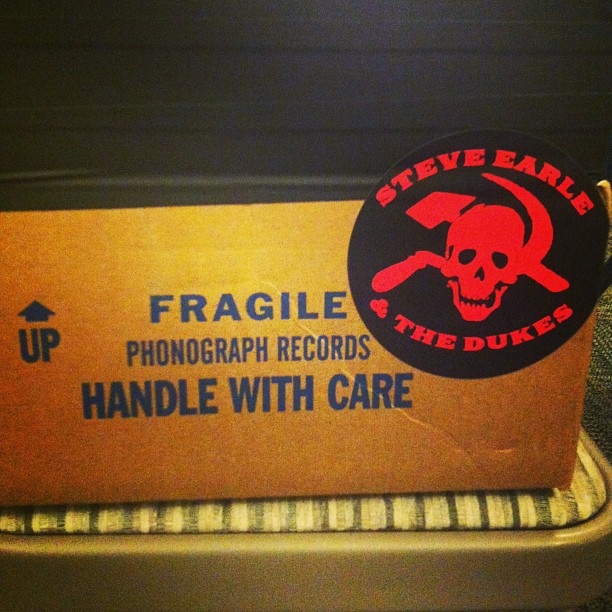 STEVE EARLE
& THE DUKES
UP
FRAGILE
PHONOGRAPH RECORDS
HANDLE WITH CARE